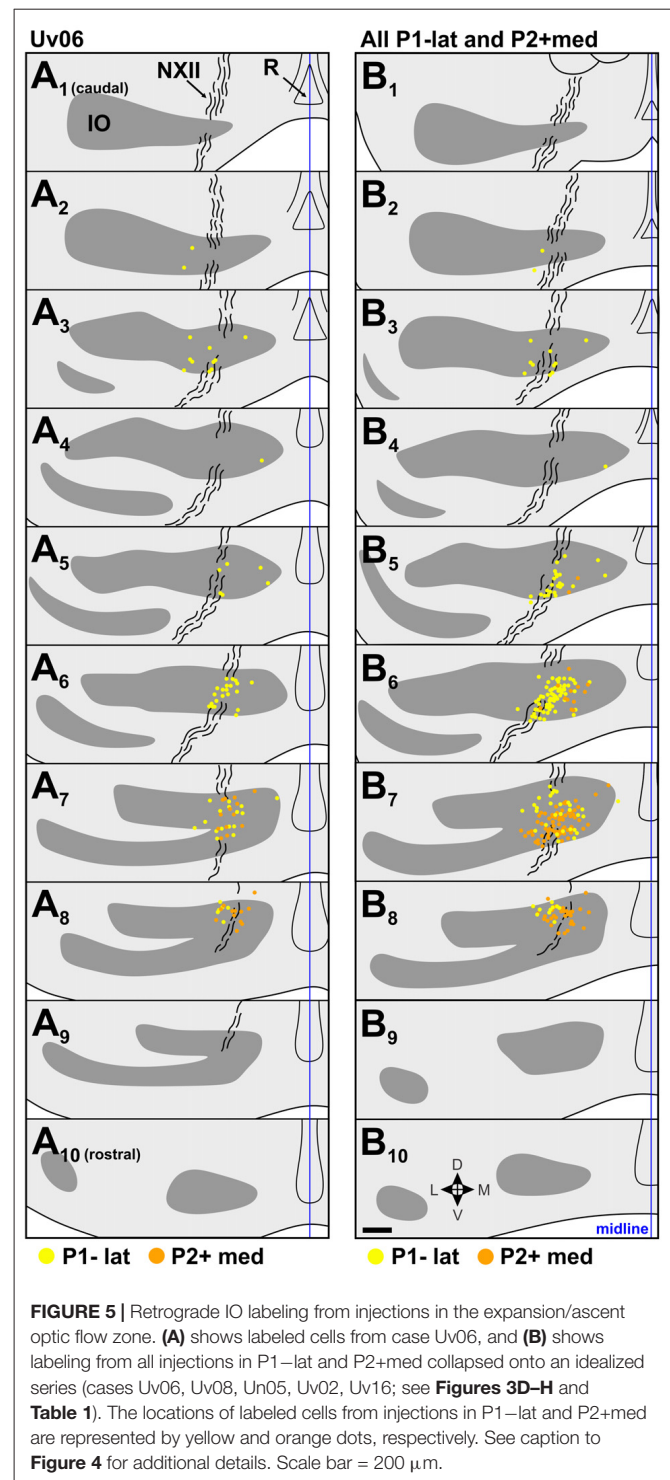 Uv06
All P1-lat and P2+med
A1 (caudal)
NXII
R
IO
B1
A2
B2
A3
B3
A4
B4
A5
B5
A6
B6
A7
B7
A8
B8
A9
B9
A10 (rostral)
B10
D
L M
V
midline
P1- lat P2+ med
P1- lat P2+ med
FIGURE 5 | Retrograde IO labeling from injections in the expansion/ascent
optic flow zone. (A) shows labeled cells from case Uv06, and (B) shows
labeling from all injections in P1−lat and P2+med collapsed onto an idealized
series (cases Uv06, Uv08, Un05, Uv02, Uv16; see Figures 3D–H and
Table 1). The locations of labeled cells from injections in P1−lat and P2+med
are represented by yellow and orange dots, respectively. See caption to
Figure 4 for additional details. Scale bar = 200 μm.